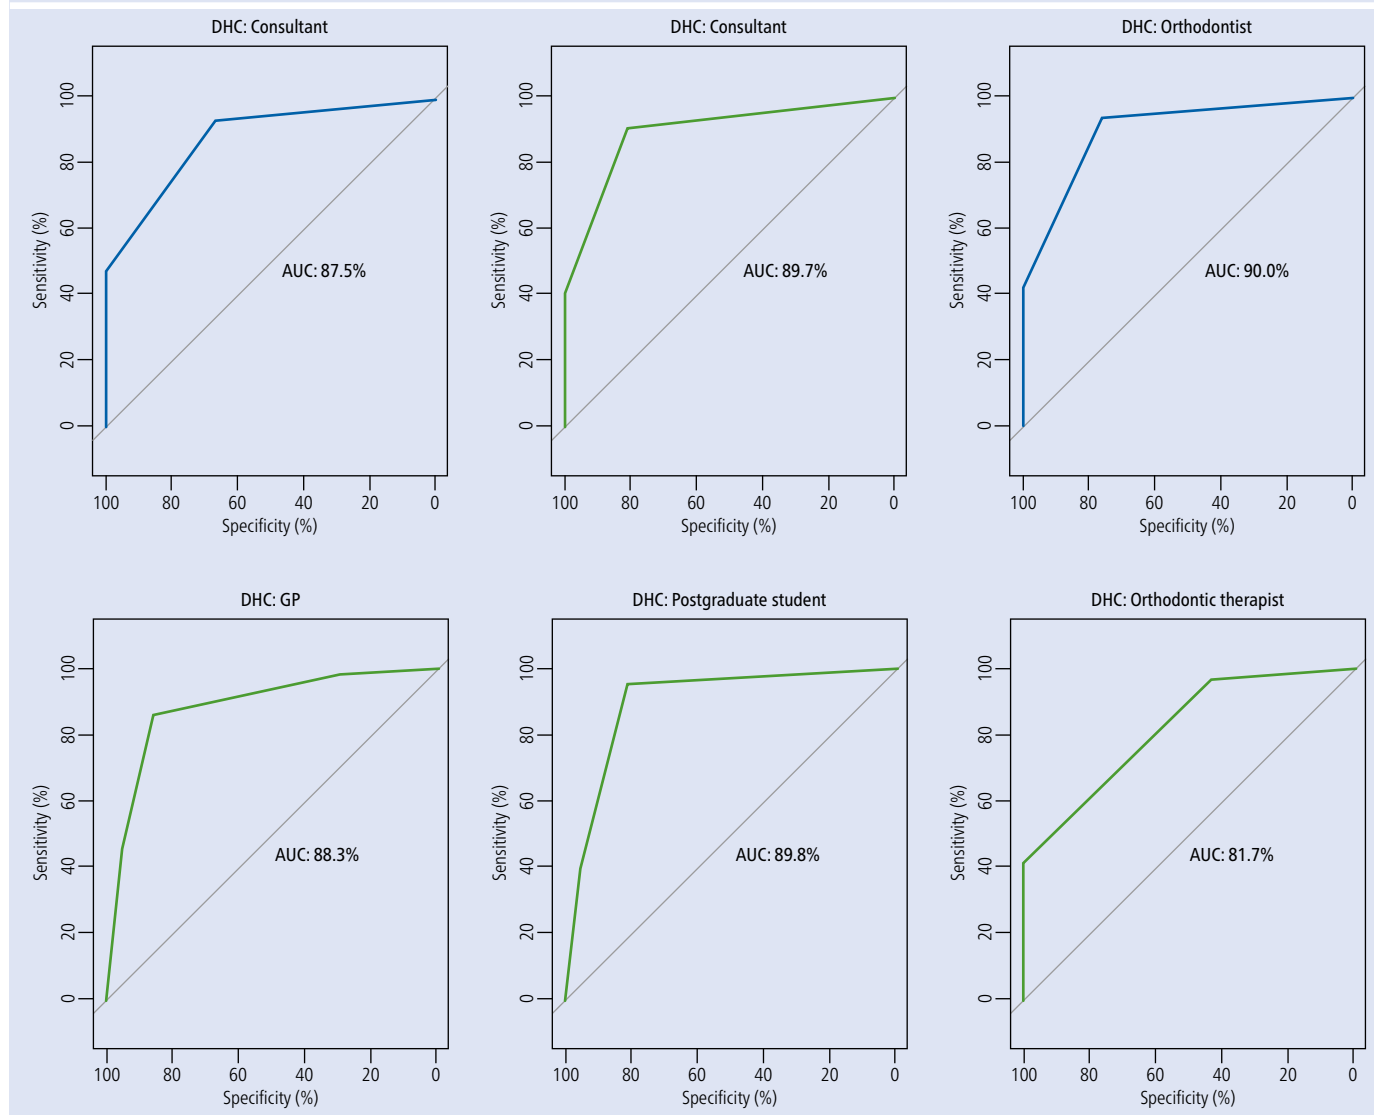 DHC: Consultant
100
80
60
40
20
0
Sensitivity (%)
AUC: 87.5%
100 80 60 40 20 0
Specificity (%)
DHC: Consultant
100
80
60
40
20
0
Sensitivity (%)
AUC: 89.7%
100 80 60 40 20 0
Specificity (%)
DHC: Orthodontist
100
80
60
40
20
0
Sensitivity (%)
AUC: 90.0%
100 80 60 40 20 0
Specificity (%)
DHC: GP
100
80
60
40
20
0
Sensitivity (%)
AUC: 88.3%
100 80 60 40 20 0
Specificity (%)
DHC: Postgraduate student
100
80
60
40
20
0
Sensitivity (%)
AUC: 89.8%
100 80 60 40 20 0
Specificity (%)
DHC: Orthodontic therapist
100
80
60
40
20
0
Sensitivity (%)
AUC: 81.7%
100 80 60 40 20 0
Specificity (%)